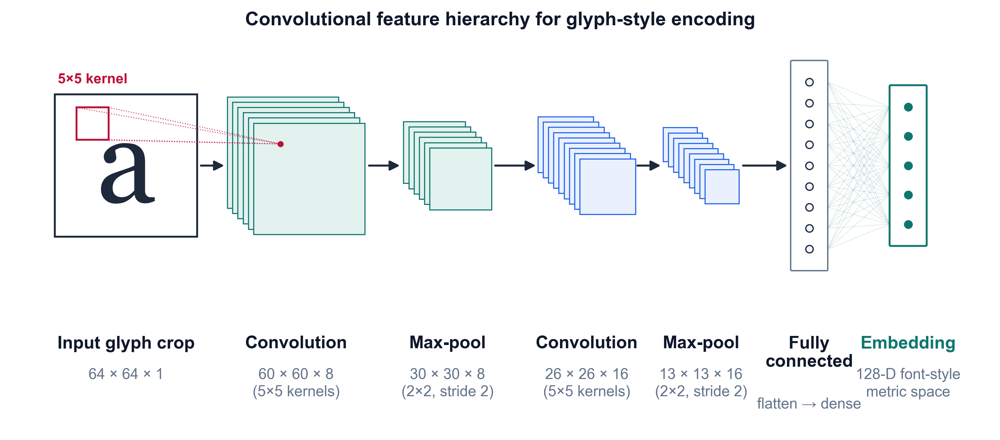 Convolutional feature hierarchy for glyph-style encoding
5×5 kernel
a
Input glyph crop
64 × 64 × 1
Convolution
60 × 60 × 8
(5×5 kernels)
Max-pool
30 × 30 × 8
(2×2, stride 2)
Convolution
26 × 26 × 16
(5×5 kernels)
Max-pool
13 × 13 × 16
(2×2, stride 2)
Fully
connected
flatten → dense
Embedding
128-D font-style
metric space